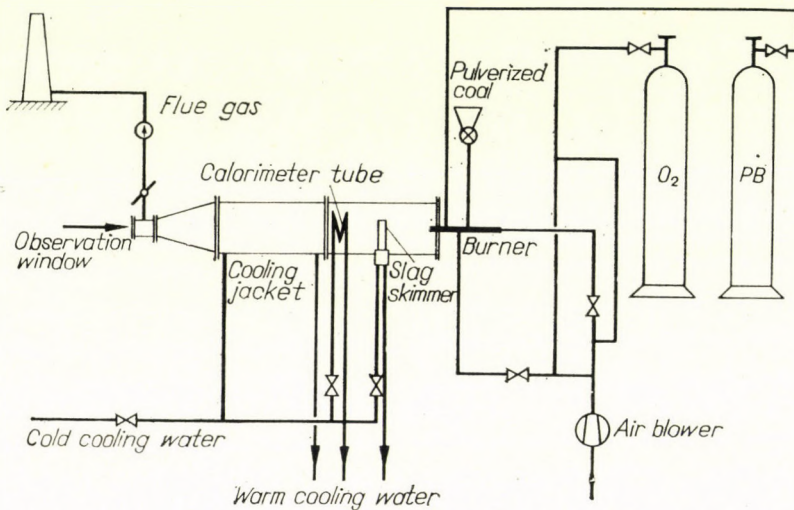 Pulverized
coal
Flue gas
Calorimeter tube
O₂
PB
Observation
window
Burner
Cooling
jacket
Slag
skimmer
Cold cooling water
Air blower
Warm cooling water